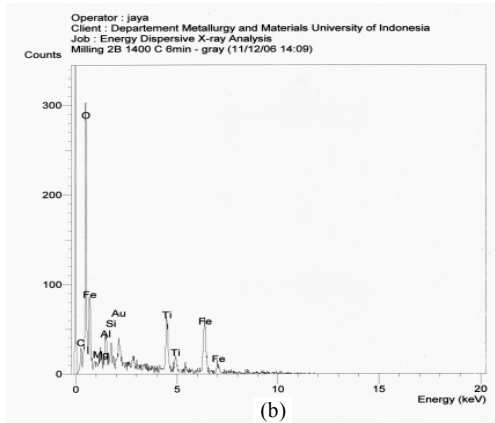 Operator : jaya
Client : Departement Metallurgy and Materials University of Indonesia
Job : Energy Dispersive X-ray Analysis
Milling 2B 1400 C 6min - gray (11/12/06 14:09)
Counts
300
O
200
100
Fe
Au
Si
Al
Mg
C
Ti
Ti
Fe
Fe
0
0
5
10
15
20
Energy (keV)
(b)